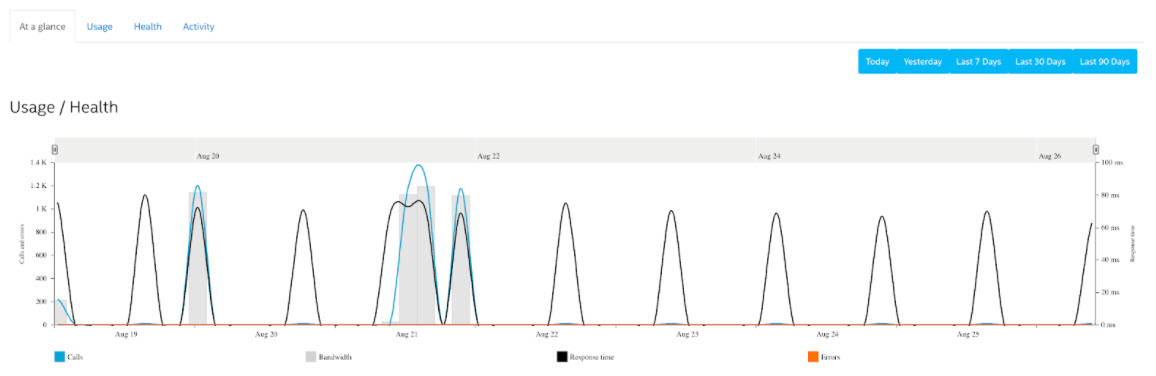 At a glance Usage Health Activity
Today Yesterday Last 7 Days Last 30 Days Last 90 Days
Usage / Health
Aug 20 Aug 22 Aug 24 Aug 26
1.4 K 100 ms
1.2 K 80 ms
1 K
800 60 ms
600 40 ms
400
200 20 ms
0 0 ms
Calls and errors
Response time
Aug 19 Aug 20 Aug 21 Aug 22 Aug 23 Aug 24 Aug 25
Calls Bandwidth Response time Errors